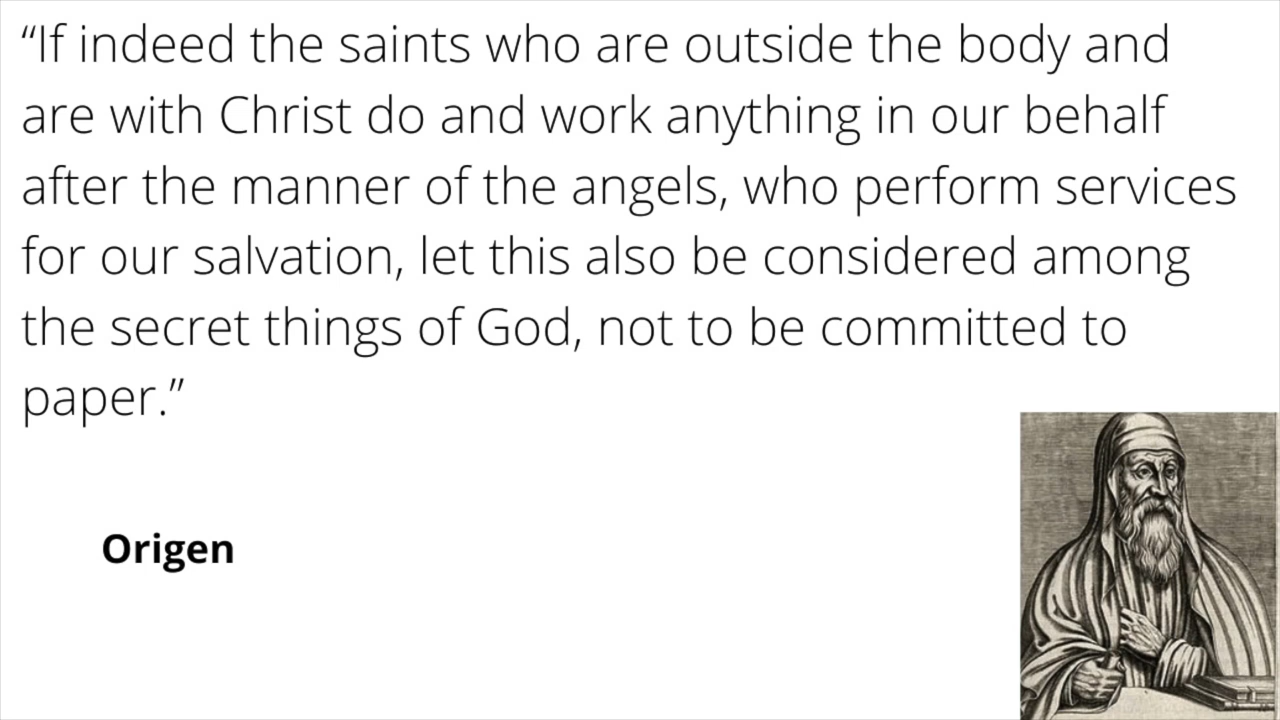 “If indeed the saints who are outside the body and
are with Christ do and work anything in our behalf
after the manner of the angels, who perform services
for our salvation, let this also be considered among
the secret things of God, not to be committed to
paper.”
Origen